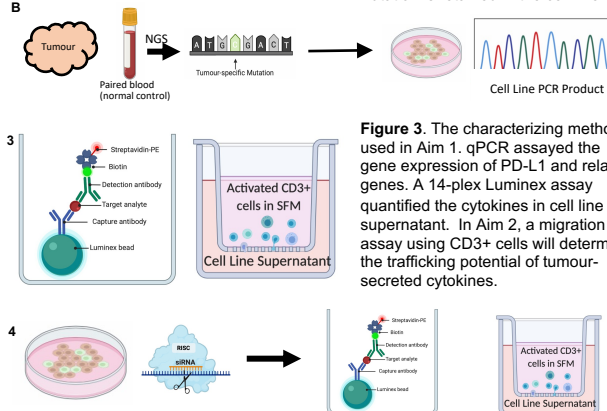 B
Tumour
NGS
Paired blood
(normal control)
A T G C G A C T
Tumour-specific Mutation
Cell Line PCR Product
3
Streptavidin-PE
Biotin
Detection antibody
Target analyte
Capture antibody
Luminex bead
Activated CD3+
cells in SFM
Cell Line Supernatant
Figure 3. The characterizing
used in Aim 1. qPCR assayed the
gene expression of PD-L1 and
genes. A 14-plex Luminex assay
quantified the cytokines in cell line
supernatant. In Aim 2, a migration
assay using CD3+ cells will
the trafficking potential of tumour-
secreted cytokines.
4
RISC
siRNA
Streptavidin-PE
Biotin
Detection antibody
Target analyte
Capture antibody
Luminex bead
Activated CD3+
cells in SFM
Cell Line Supernatant